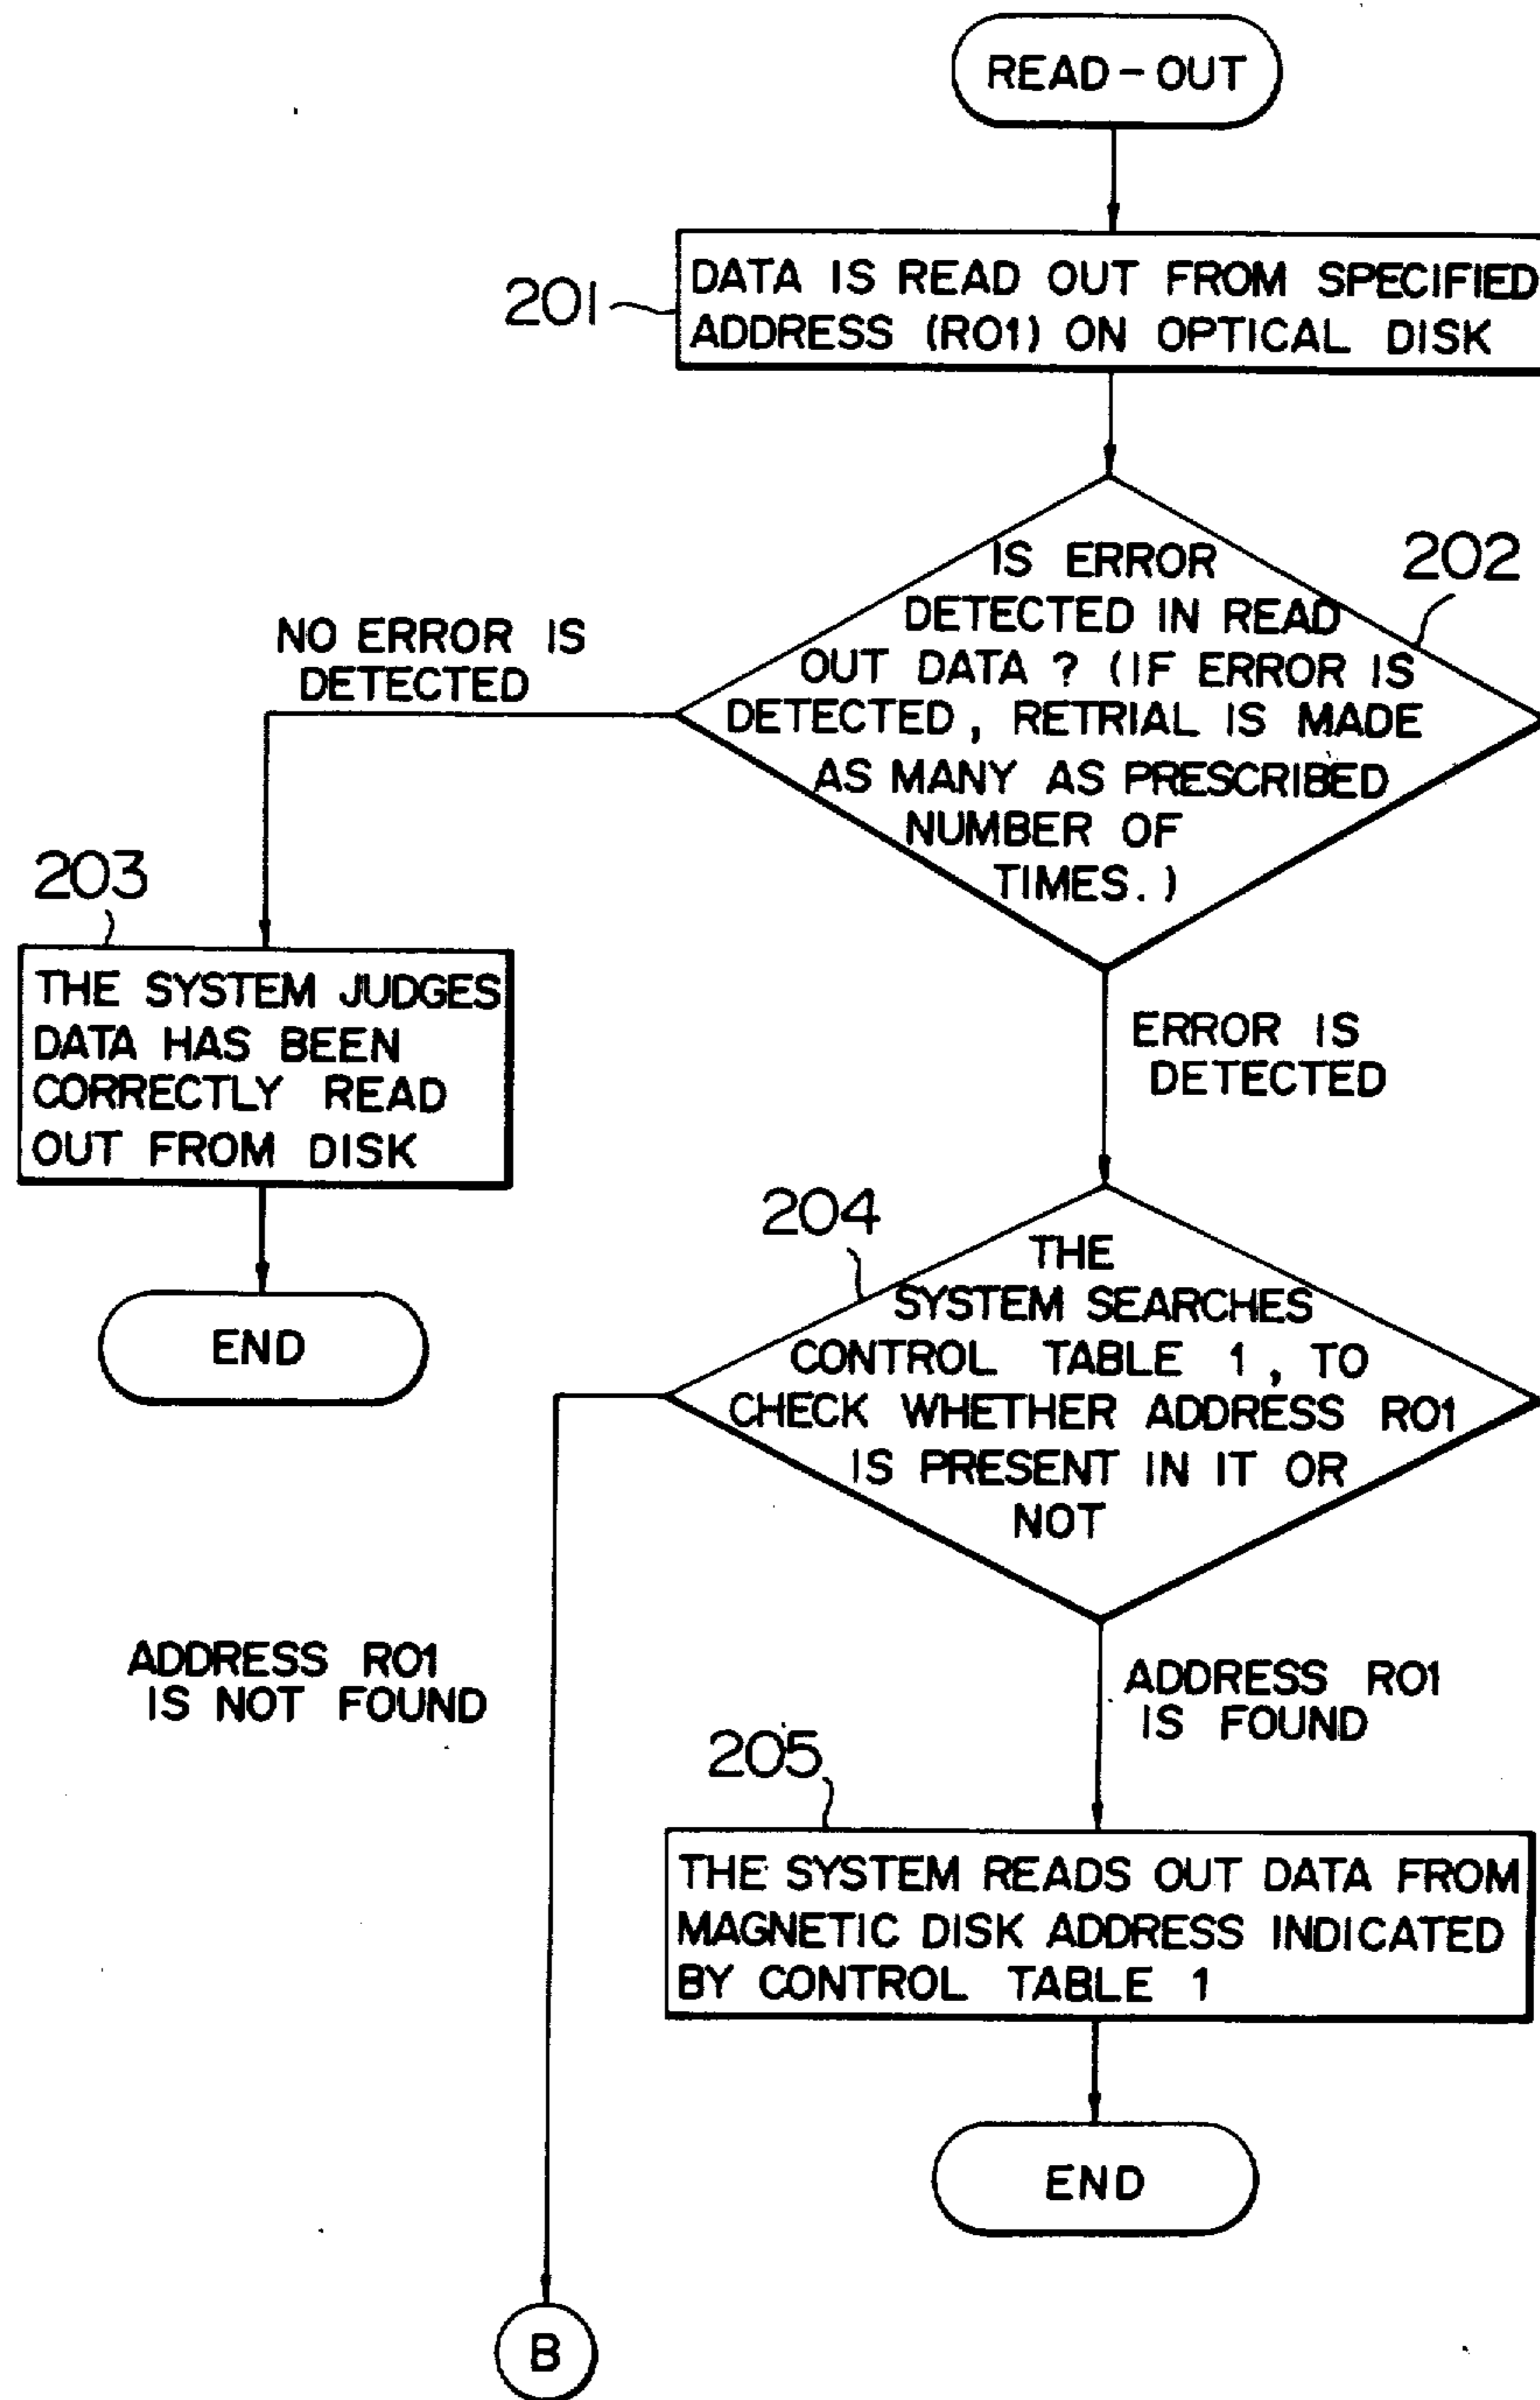 READ-OUT
201
DATA IS READ OUT FROM SPECIFIED
ADDRESS (R01) ON OPTICAL DISK
202
IS ERROR
DETECTED IN READ
OUT DATA ? (IF ERROR IS
DETECTED, RETRIAL IS MADE
AS MANY AS PRESCRIBED
NUMBER OF
TIMES.)
NO ERROR IS
DETECTED
203
THE SYSTEM JUDGES
DATA HAS BEEN
CORRECTLY READ
OUT FROM DISK
END
ERROR IS
DETECTED
204
THE
SYSTEM SEARCHES
CONTROL TABLE 1, TO
CHECK WHETHER ADDRESS R01
IS PRESENT IN IT OR
NOT
ADDRESS R01
IS NOT FOUND
ADDRESS R01
IS FOUND
205
THE SYSTEM READS OUT DATA FROM
MAGNETIC DISK ADDRESS INDICATED
BY CONTROL TABLE 1
END
B